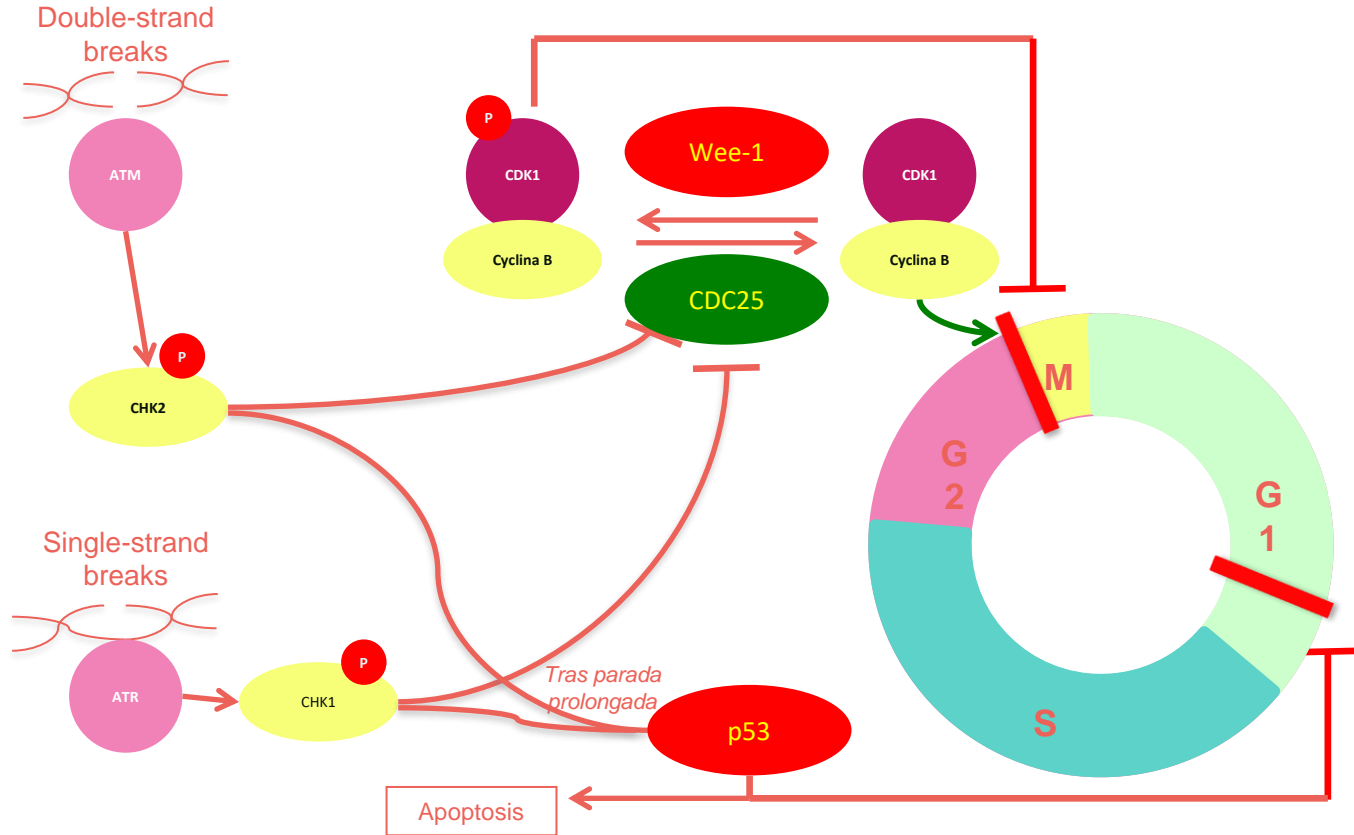 Double-strand
breaks
ATM
P
CHK2
P
CDK1
Cyclina B
Wee-1
CDC25
CDK1
Cyclina B
M
G
2
G
1
S
Single-strand
breaks
ATR
P
CHK1
Tras parada
prolongada
p53
Apoptosis